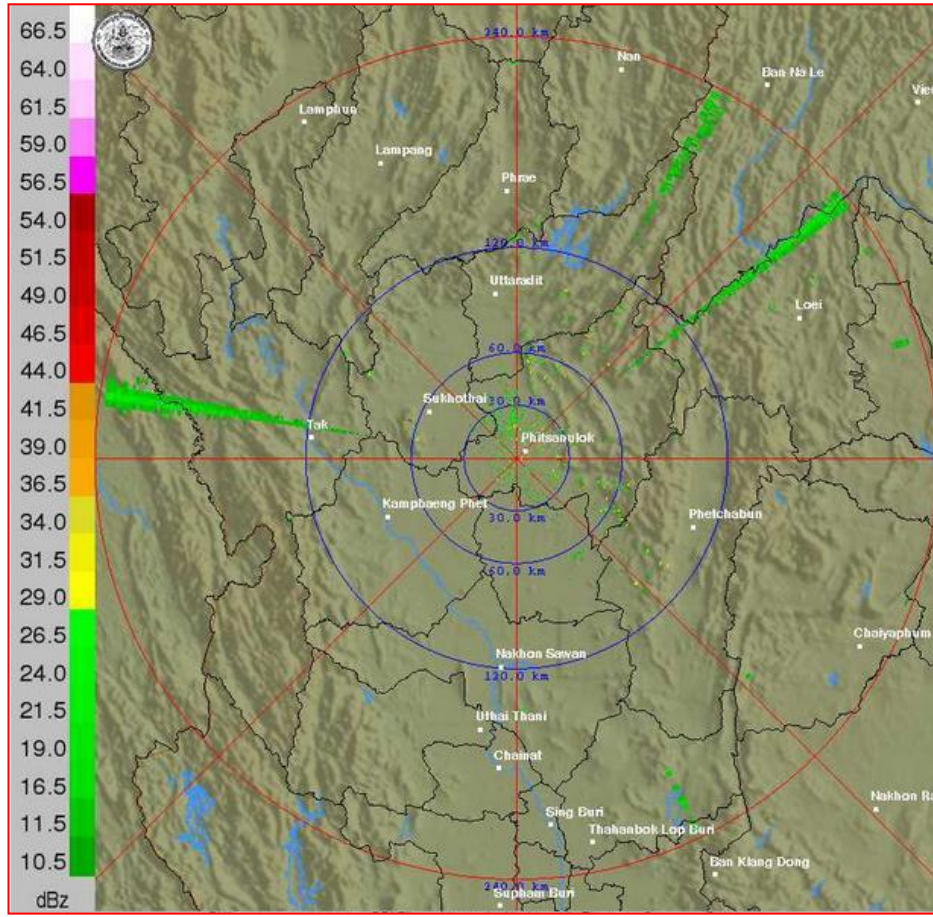 66.5
64.0
61.5
59.0
56.5
54.0
51.5
49.0
46.5
44.0
41.5
39.0
36.5
34.0
31.5
29.0
26.5
24.0
21.5
19.0
16.5
11.5
10.5
dBz
240.0 km
Nan
Ban Na Le
Lamphun
Lampang
Phrae
120.0 km
Uttaradit
Loei
60.0 km
Sukhothai
30.0 km
Tak
Phitsanulok
Kamphaeng Phet
30.0 km
Phetchabun
60.0 km
Chaiyaphum
Nakhon Sawan
120.0 km
Uthai Thani
Chainat
Sing Buri
Thahanbok Lop Buri
Ban Klang Dong
240.0 km
Supham Buri